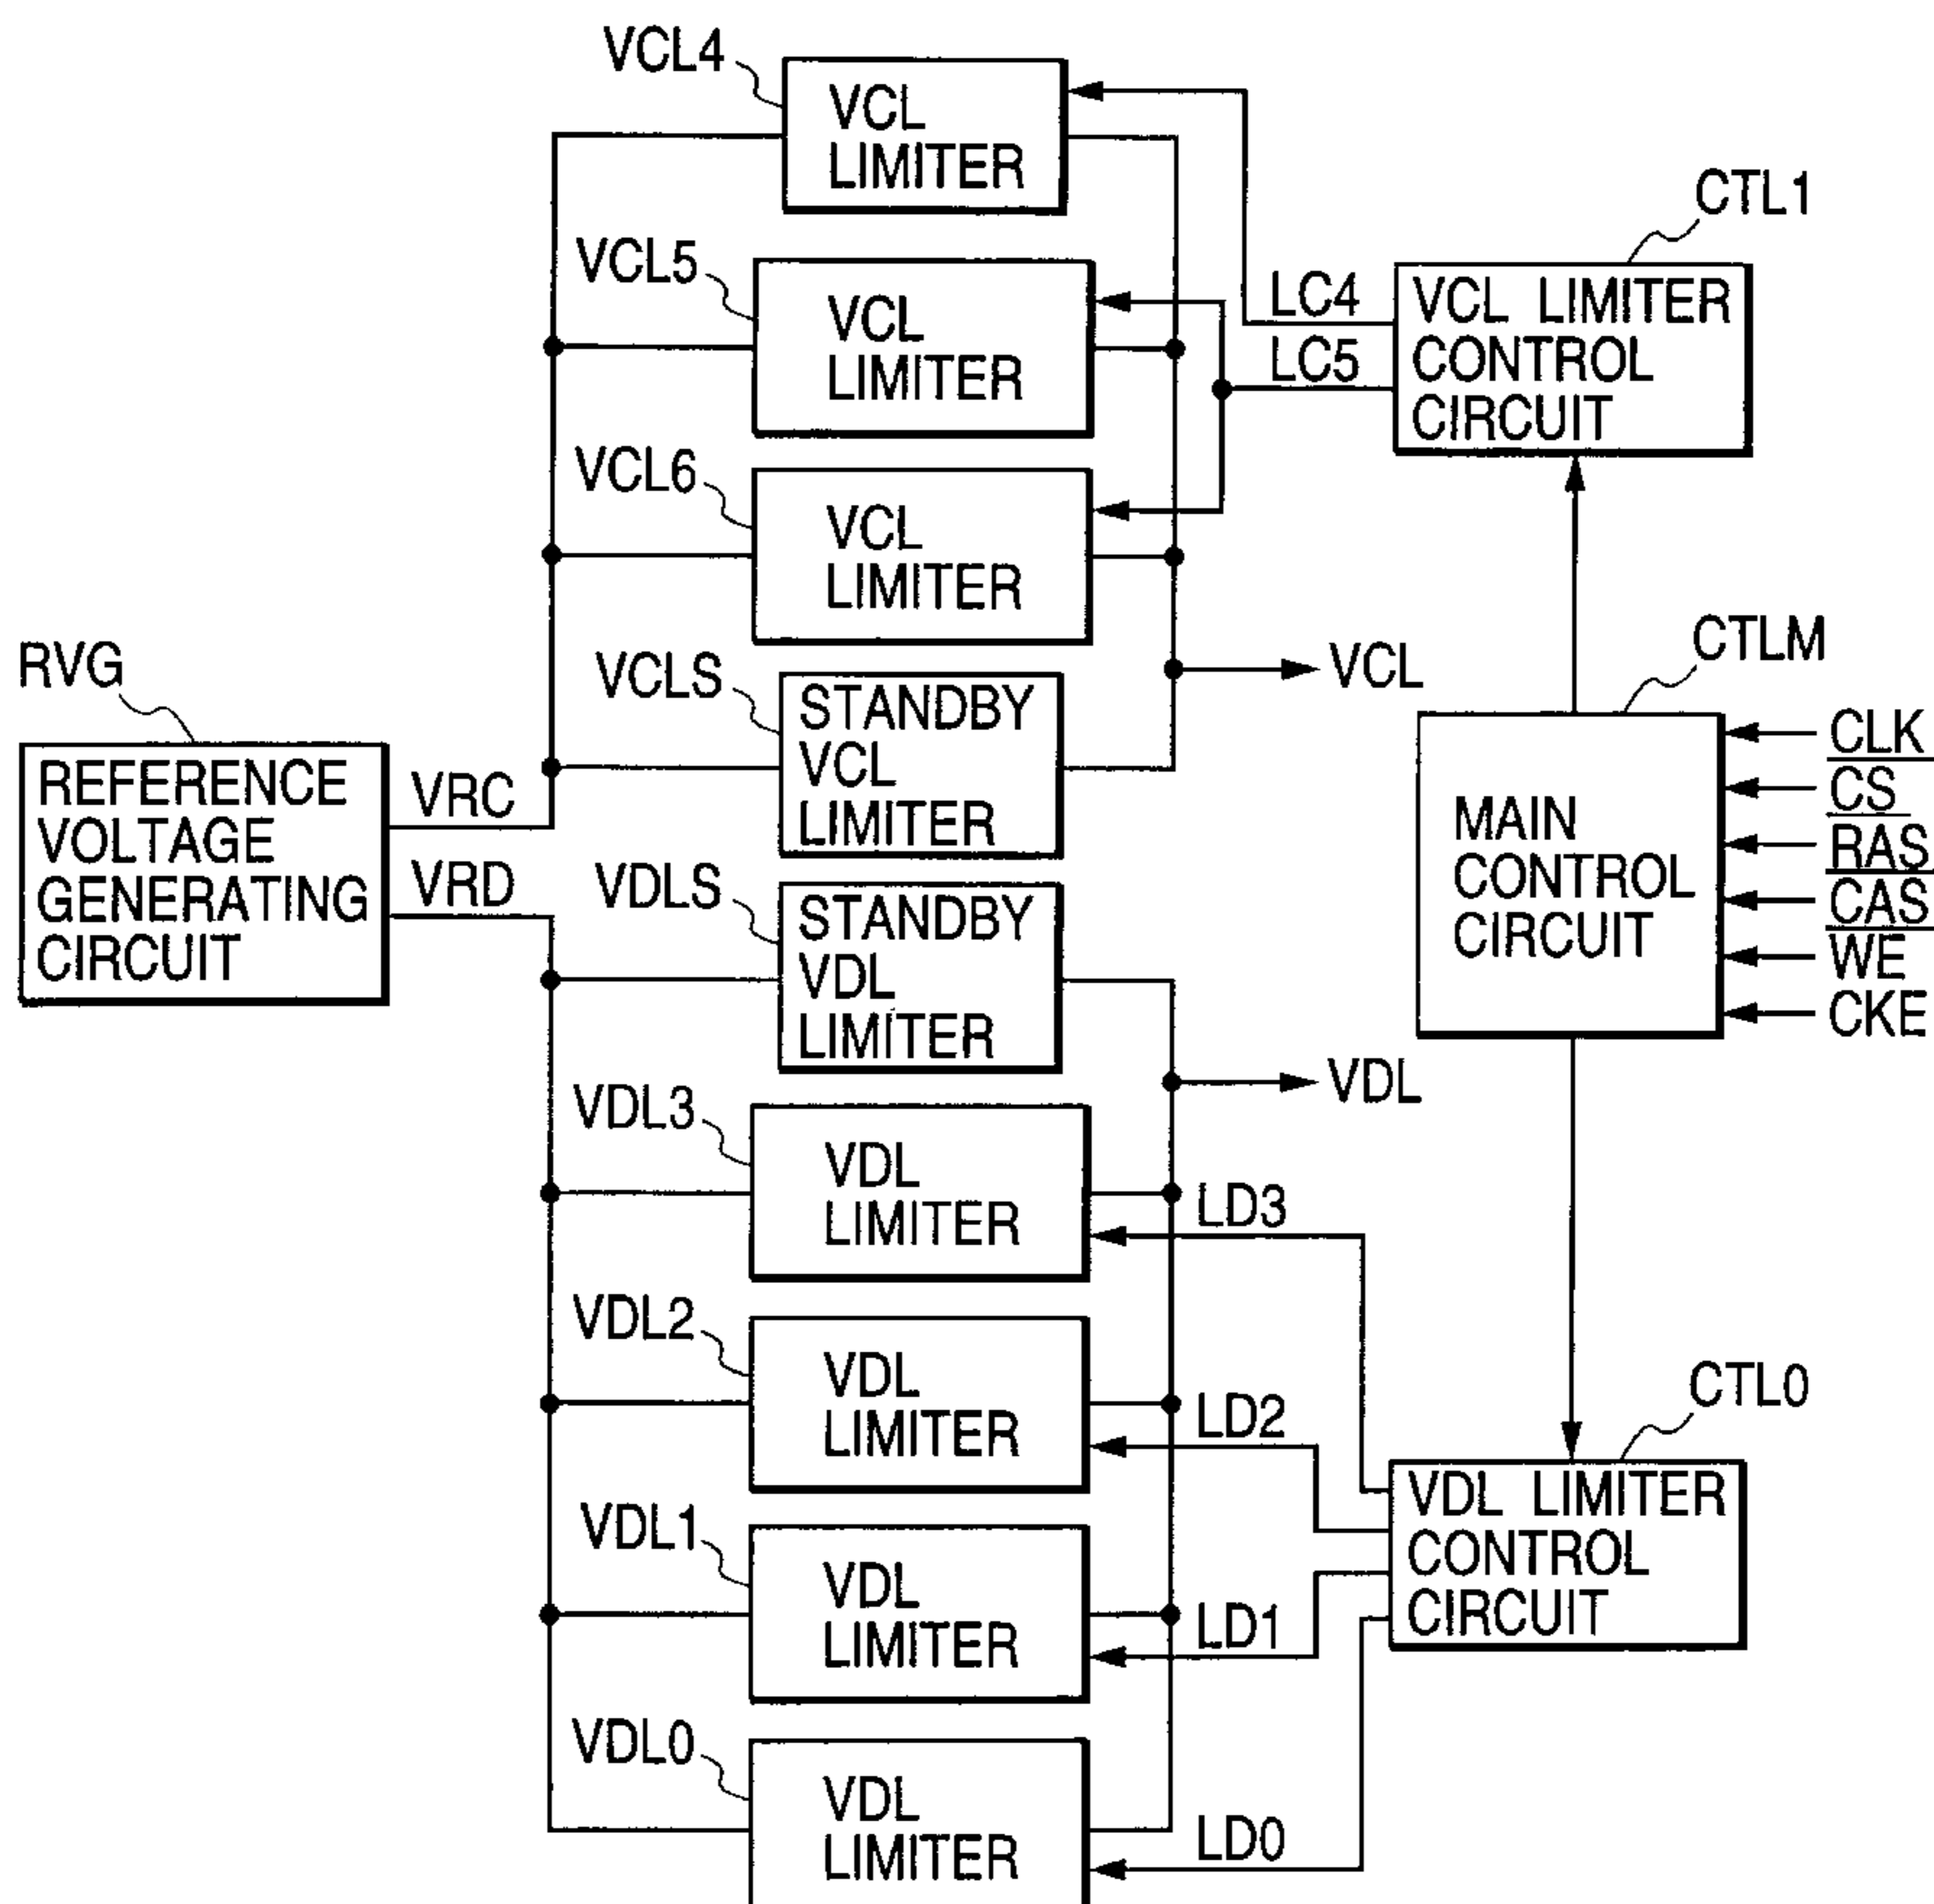 VCL4
VCL
LIMITER
CTL1
VCL5
VCL
LIMITER
LC4
LC5
VCL LIMITER
CONTROL
CIRCUIT
VCL6
VCL
LIMITER
RVG
REFERENCE
VOLTAGE
GENERATING
CIRCUIT
VRC
VRD
VCLS
STANDBY
VCL
LIMITER
VCL
CTLM
MAIN
CONTROL
CIRCUIT
CLK
CS
RAS
CAS
WE
CKE
VDLS
STANDBY
VDL
LIMITER
VDL
VDL3
VDL
LIMITER
LD3
VDL2
VDL
LIMITER
LD2
CTL0
VDL LIMITER
CONTROL
CIRCUIT
VDL1
VDL
LIMITER
LD1
VDL0
VDL
LIMITER
LD0